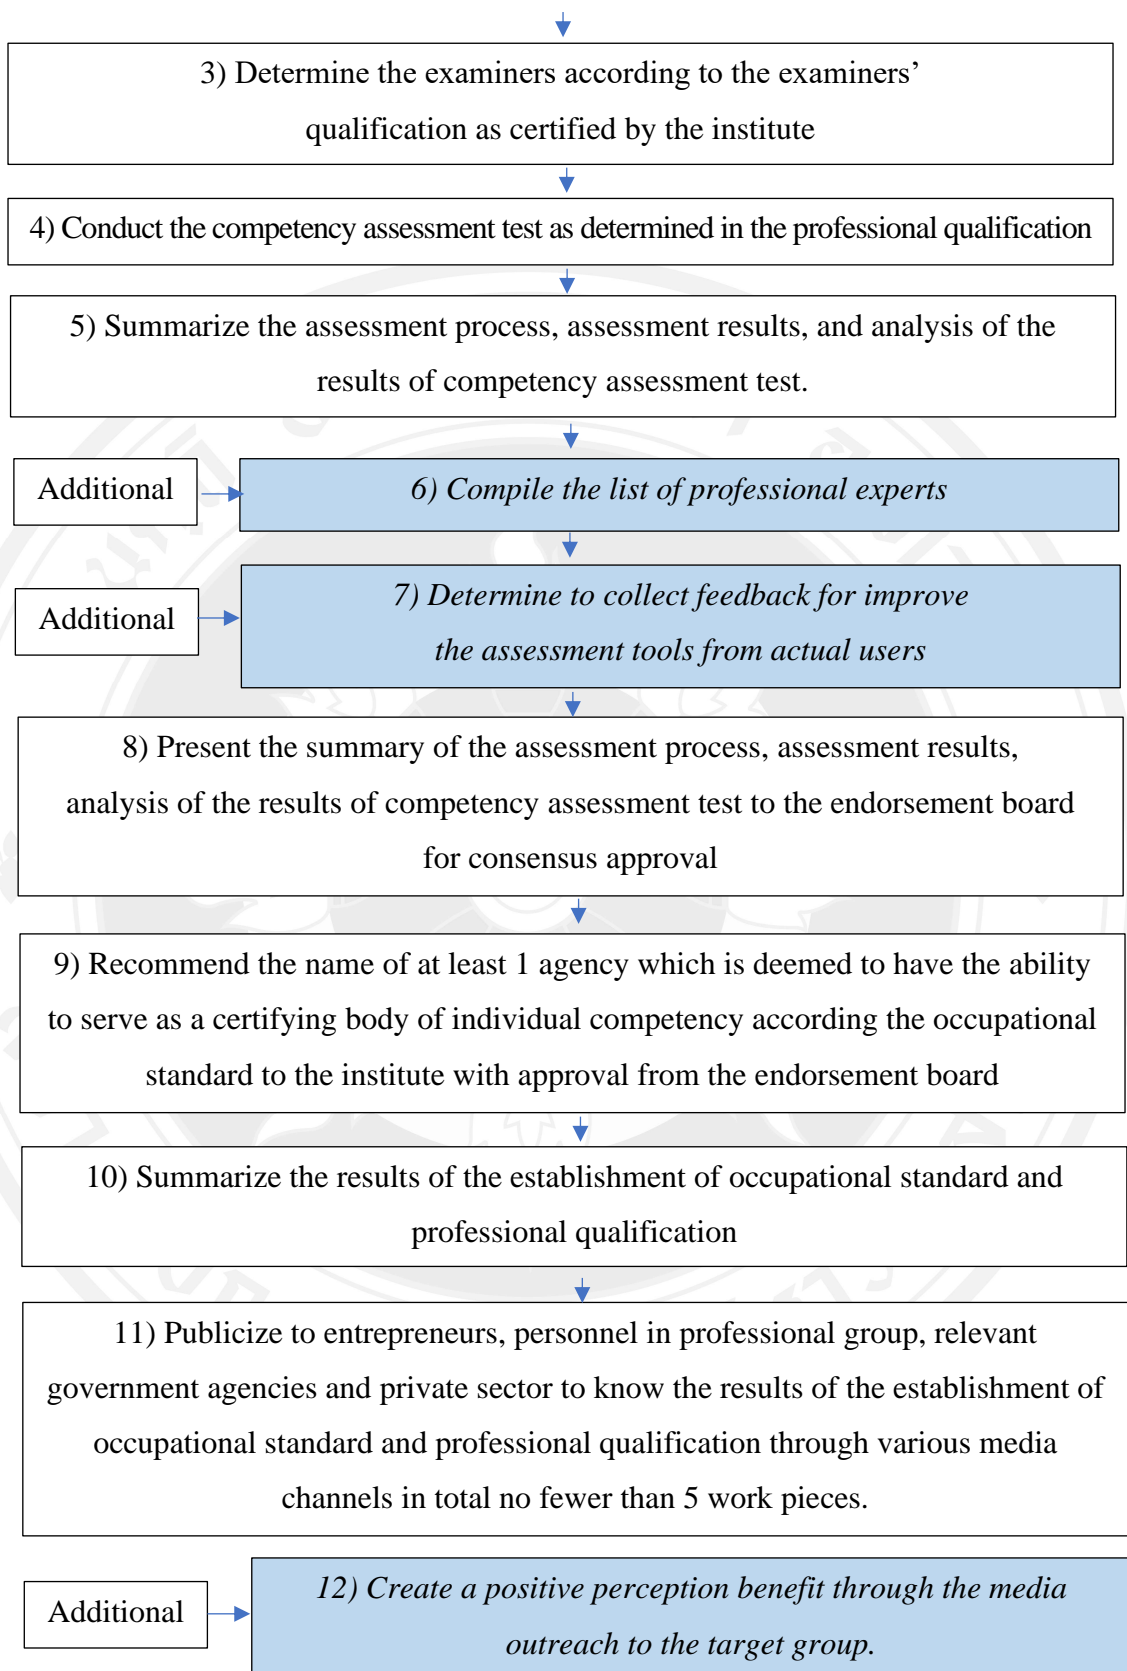 3) Determine the examiners according to the examiners’
qualification as certified by the institute
4) Conduct the competency assessment test as determined in the professional qualification
5) Summarize the assessment process, assessment results, and analysis of the
results of competency assessment test.
Additional
6) Compile the list of professional experts
Additional
7) Determine to collect feedback for improve
the assessment tools from actual users
8) Present the summary of the assessment process, assessment results,
analysis of the results of competency assessment test to the endorsement board
for consensus approval
9) Recommend the name of at least 1 agency which is deemed to have the ability
to serve as a certifying body of individual competency according the occupational
standard to the institute with approval from the endorsement board
10) Summarize the results of the establishment of occupational standard and
professional qualification
11) Publicize to entrepreneurs, personnel in professional group, relevant
government agencies and private sector to know the results of the establishment of
occupational standard and professional qualification through various media
channels in total no fewer than 5 work pieces.
Additional
12) Create a positive perception benefit through the media
outreach to the target group.